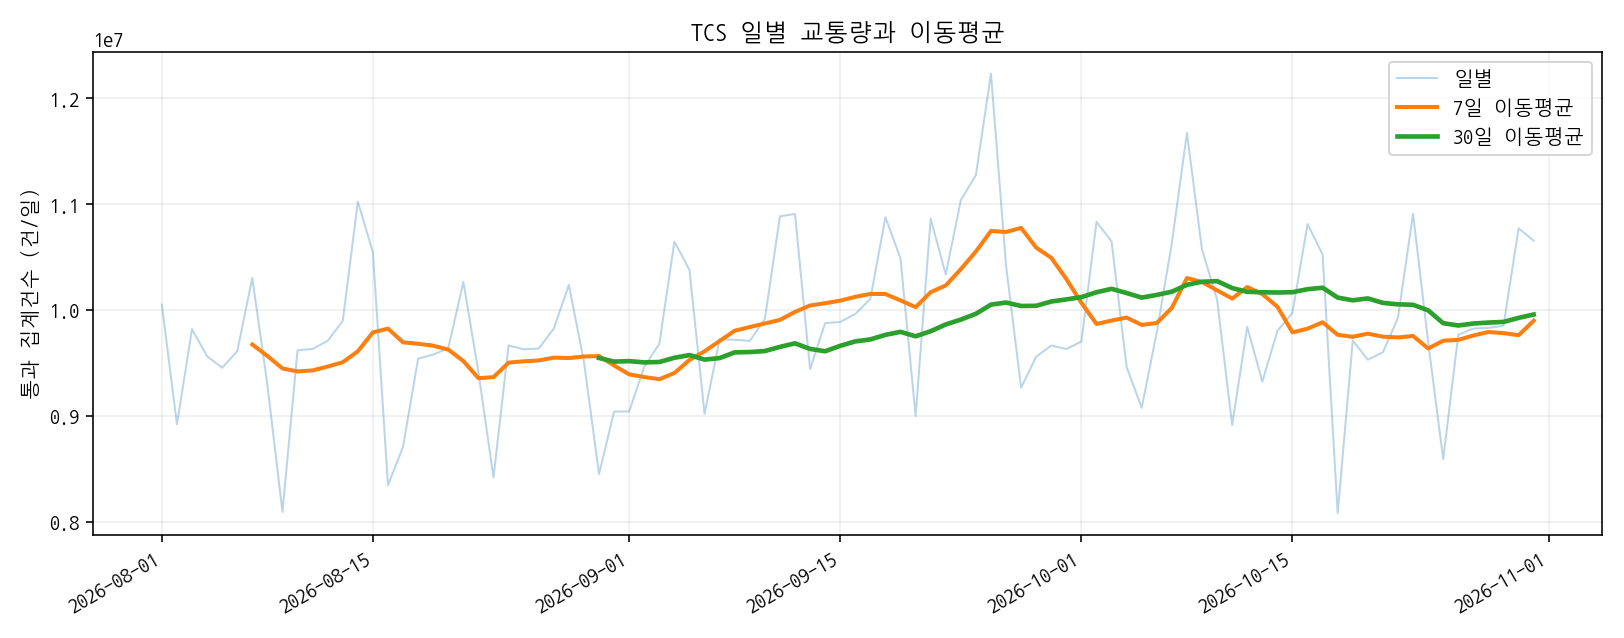 TCS 일별 교통량과 이동평균
1e7
일별
7일 이동평균
30일 이동평균
통과 집계건수 (건/일)
1.2
1.1
1.0
0.9
0.8
2026-08-01
2026-08-15
2026-09-01
2026-09-15
2026-10-01
2026-10-15
2026-11-01